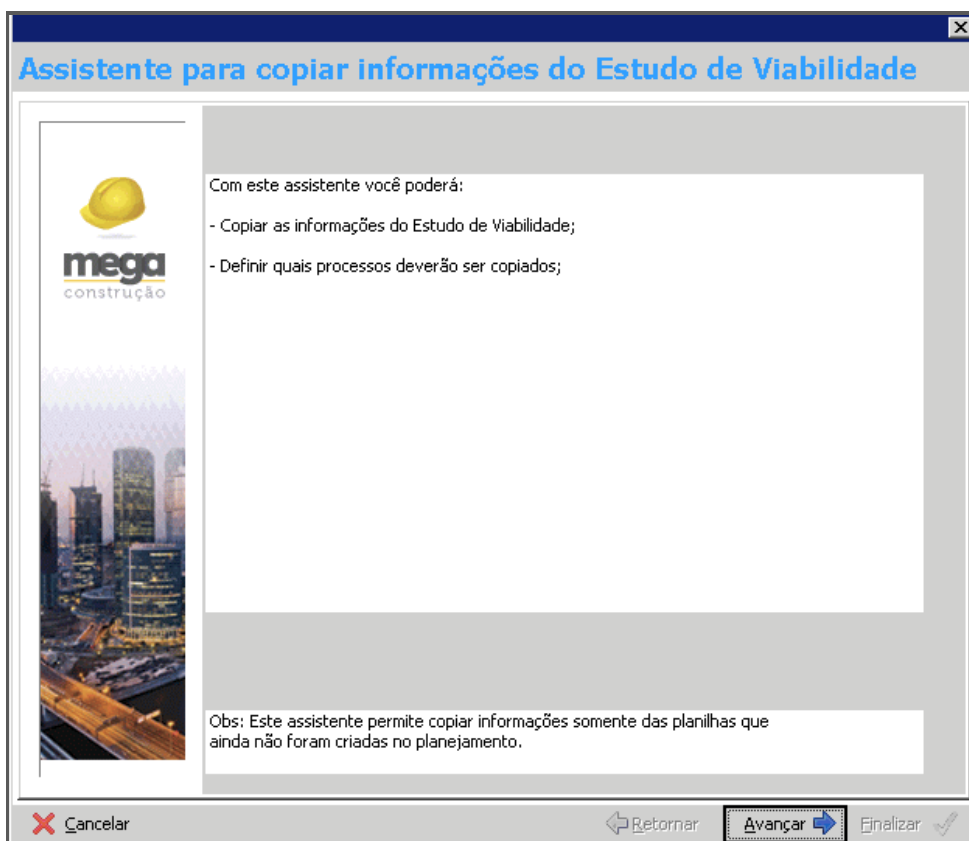 Assistente para copiar informações do Estudo de Viabilidade
mega
construção
Com este assistente você poderá:
- Copiar as informações do Estudo de Viabilidade;
- Definir quais processos deverão ser copiados;
Obs: Este assistente permite copiar informações somente das planilhas que
ainda não foram criadas no planejamento.
Cancelar
Retornar
Avançar
Finalizar